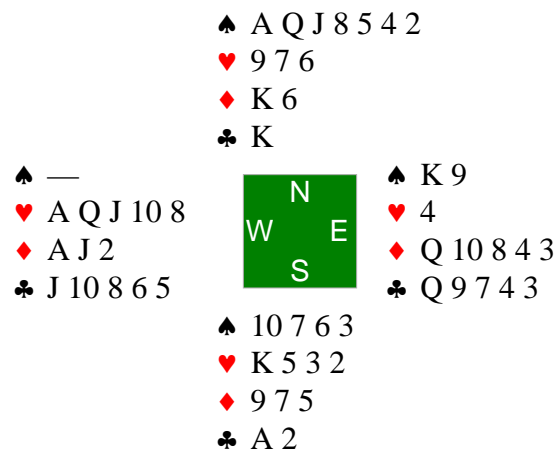 ♠ A Q J 8 5 4 2
♥ 9 7 6
♦ K 6
♣ K
♠ —
♥ A Q J 10 8
♦ A J 2
♣ J 10 8 6 5
N
W E
S
♠ K 9
♥ 4
♦ Q 10 8 4 3
♣ Q 9 7 4 3
♠ 10 7 6 3
♥ K 5 3 2
♦ 9 7 5
♣ A 2